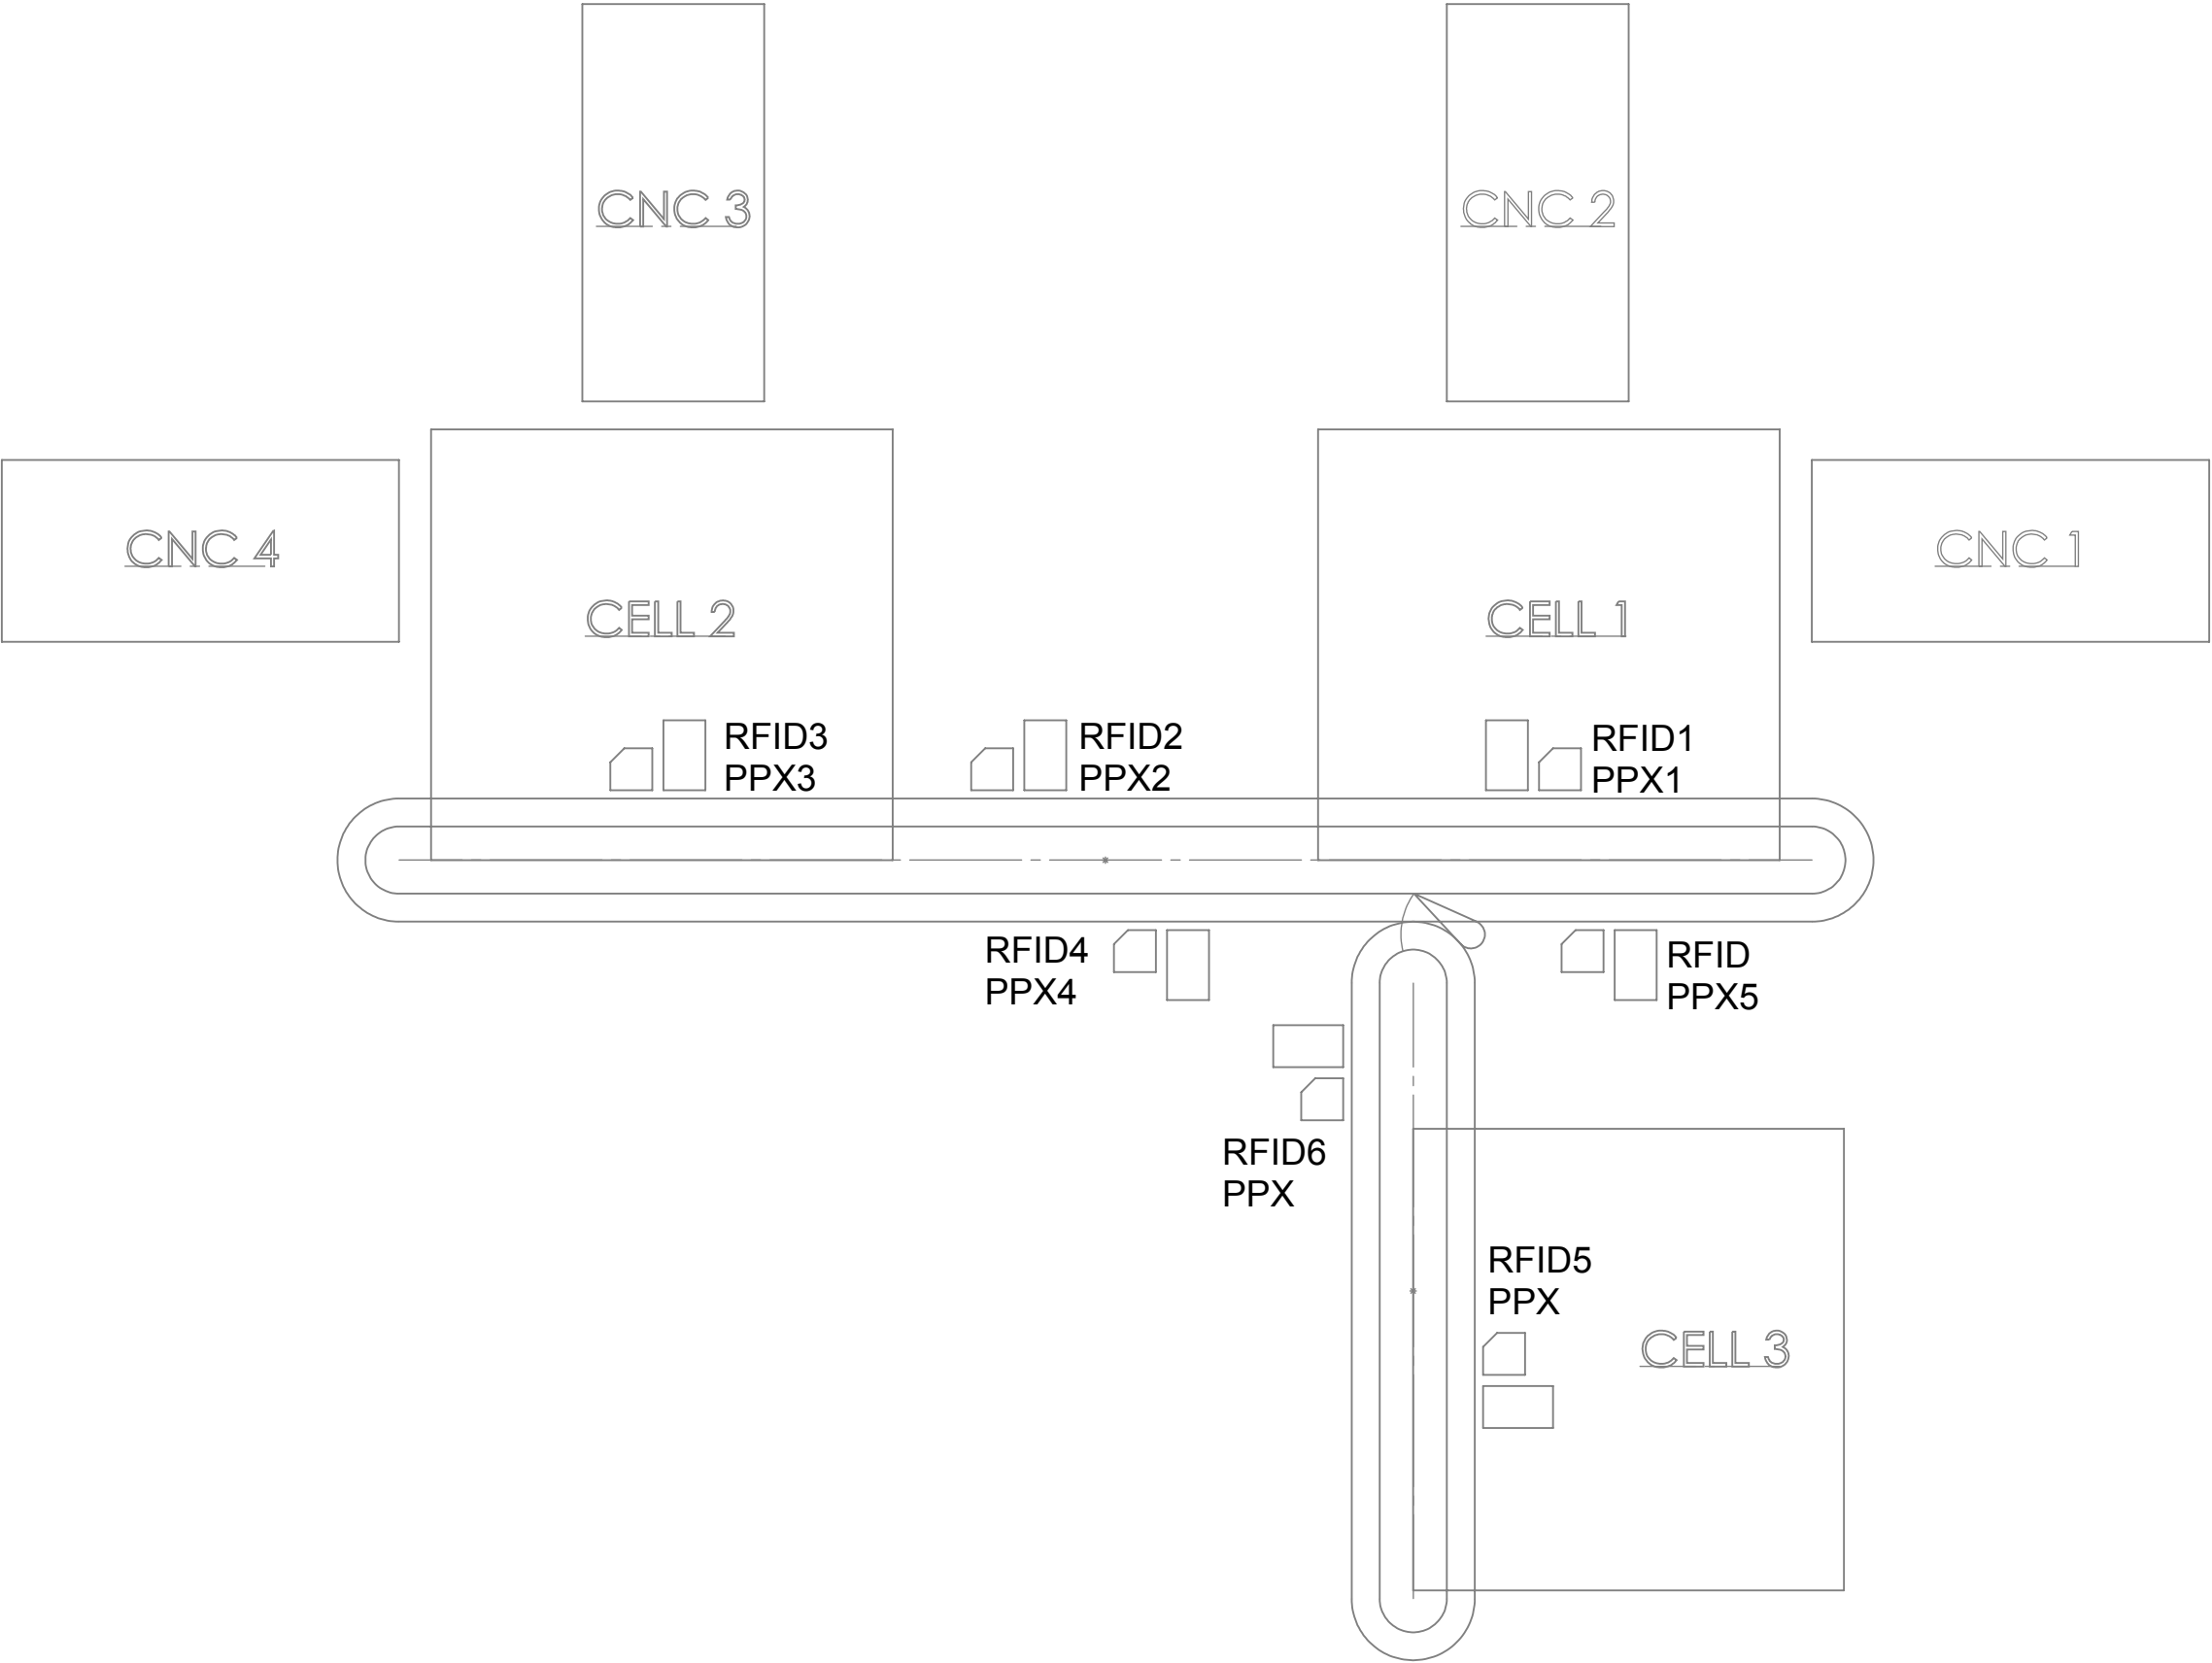 CNC 3
CNC 2
CNC 4
CNC 1
CELL 2
CELL 1
RFID3
PPX3
RFID2
PPX2
RFID1
PPX1
RFID4
PPX4
RFID
PPX5
RFID6
PPX
RFID5
PPX
CELL 3